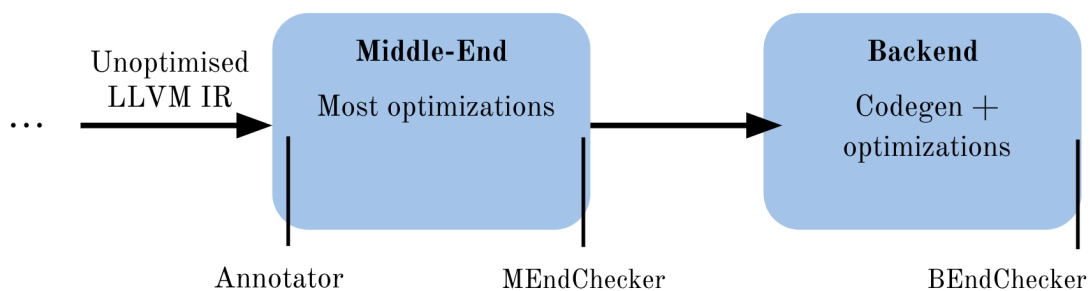 ...
Unoptimised
LLVM IR
Middle-End
Most optimizations
Backend
Codegen +
optimizations
Annotator
MEndChecker
BEndChecker